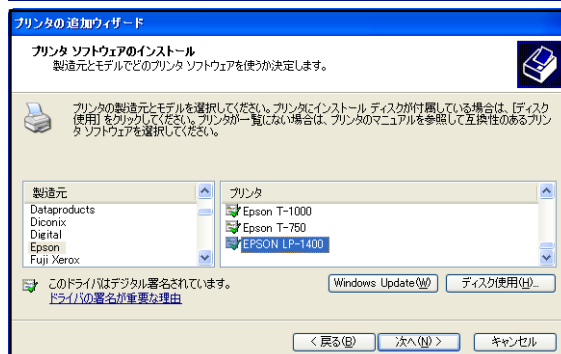 プリンタの追加ウィザード
プリンタ ソフトウェアのインストール
製造元とモデルでどのプリンタ ソフトウェアを使うか決定します。
プリンタの製造元とモデルを選択してください。プリンタにインストール ディスクが付属している場合は、[ディスク
使用] をクリックしてください。プリンタが一覧にない場合は、プリンタのマニュアルを参照して互換性のあるプリン
タ ソフトウェアを選択してください。
製造元
Dataproducts
Diconix
Digital
Epson
Fuji Xerox
プリンタ
Epson T-1000
Epson T-750
EPSON LP-1400
このドライバはデジタル署名されています。
ドライバの署名が重要な理由
Windows Update(W)
ディスク使用(H)...
< 戻る(B)
次へ(N) >
キャンセル